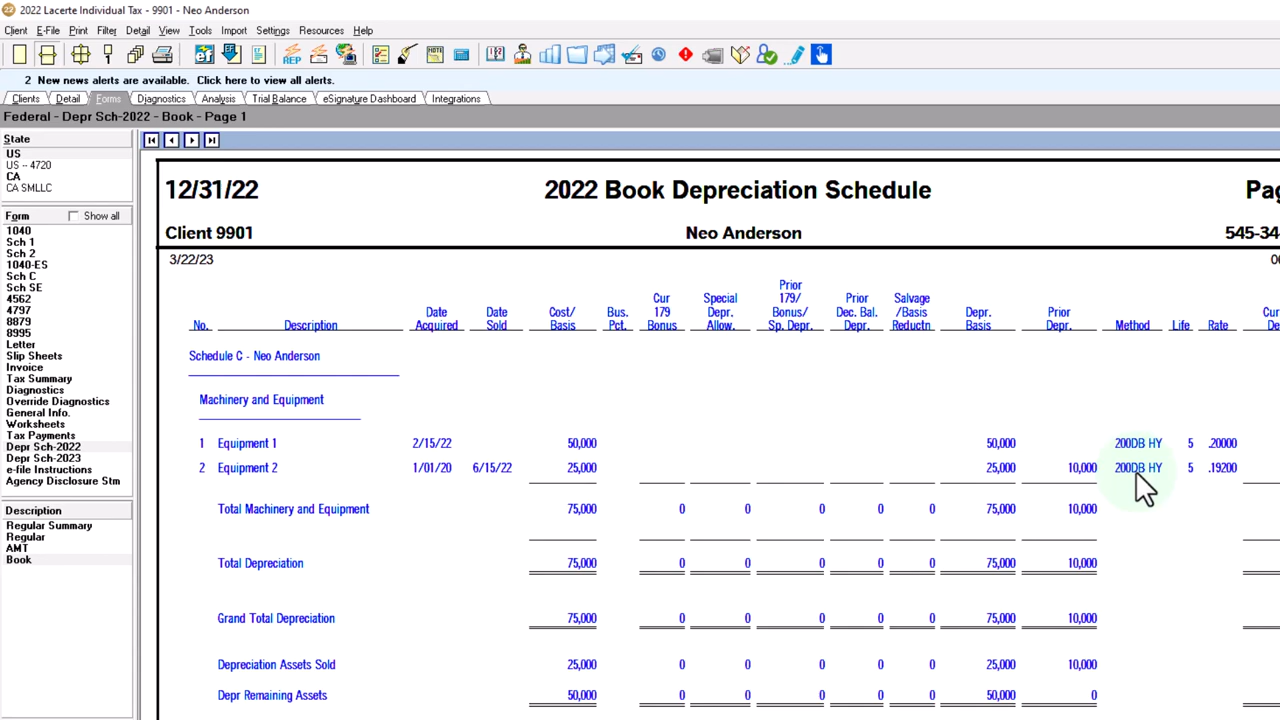 22 2022 Lacerte Individual Tax - 9901 - Neo Anderson
Client E-File Print Filter Detail View Tools Import Settings Resources Help
2 New news alerts are available. Click here to view all alerts.
Clients Detail Forms Diagnostics Analysis Trial Balance eSignature Dashboard Integrations
Federal - Depr Sch-2022 - Book - Page 1
State
US
US -- 4720
CA
CA SMLLC
Form Show all
1040
Sch 1
Sch 2
1040-ES
Sch C
Sch SE
4562
4797
8879
8995
Letter
Slip Sheets
Invoice
Tax Summary
Diagnostics
Override Diagnostics
General Info.
Worksheets
Tax Payments
Depr Sch-2022
Depr Sch-2023
e-file Instructions
Agency Disclosure Stm
Description
Regular Summary
Regular
AMT
Book
12/31/22 2022 Book Depreciation Schedule Pag
Client 9901 Neo Anderson 545-34
3/22/23
No. Description Date Acquired Date Sold Cost/ Basis Bus. Pct. Cur 179 Bonus Special Depr. Allow. Prior 179/ Bonus/ Sp. Depr. Prior Dec. Bal. Depr. Salvage /Basis Reductn Depr. Basis Prior Depr. Method Life Rate Cur De
Schedule C - Neo Anderson
Machinery and Equipment
1 Equipment 1 2/15/22 50,000 50,000 200DB HY 5 .20000
2 Equipment 2 1/01/20 6/15/22 25,000 25,000 10,000 200DB HY 5 .19200
Total Machinery and Equipment 75,000 0 0 0 0 0 75,000 10,000
Total Depreciation 75,000 0 0 0 0 0 75,000 10,000
Grand Total Depreciation 75,000 0 0 0 0 0 75,000 10,000
Depreciation Assets Sold 25,000 0 0 0 0 0 25,000 10,000
Depr Remaining Assets 50,000 0 0 0 0 0 50,000 0